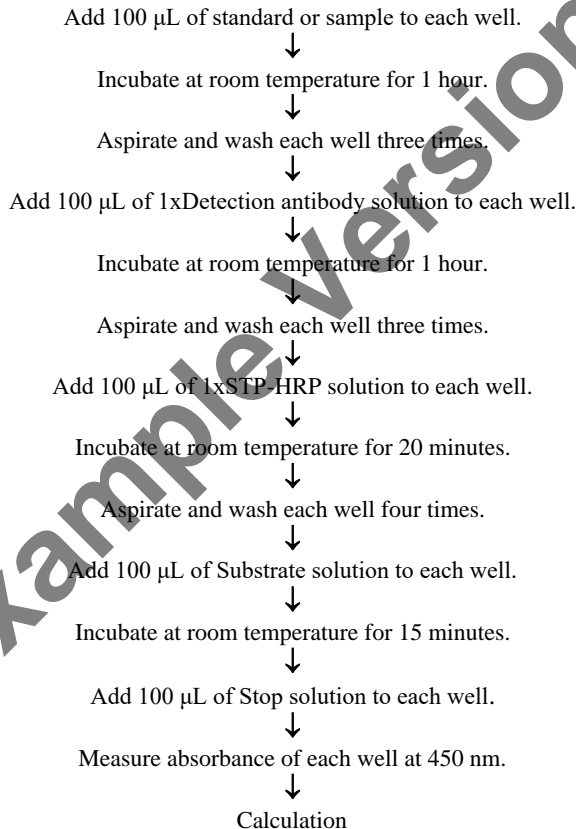 Add 100 μL of standard or sample to each well.
↓
Incubate at room temperature for 1 hour.
↓
Aspirate and wash each well three times.
↓
Add 100 μL of 1xDetection antibody solution to each well.
↓
Incubate at room temperature for 1 hour.
↓
Aspirate and wash each well three times.
↓
Add 100 μL of 1xSTP-HRP solution to each well.
↓
Incubate at room temperature for 20 minutes.
↓
Aspirate and wash each well four times.
↓
Add 100 μL of Substrate solution to each well.
↓
Incubate at room temperature for 15 minutes.
↓
Add 100 μL of Stop solution to each well.
↓
Measure absorbance of each well at 450 nm.
↓
Calculation
xample Version